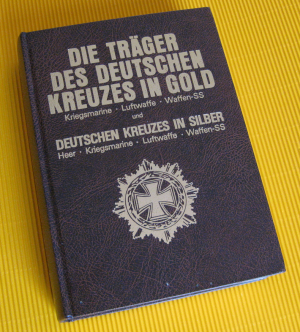 DIE TRÄGER
DES DEUTSCHEN
KREUZES IN GOLD
Kriegsmarine · Luftwaffe · Waffen-SS
und
DEUTSCHEN KREUZES IN SILBER
Heer · Kriegsmarine · Luftwaffe · Waffen-SS